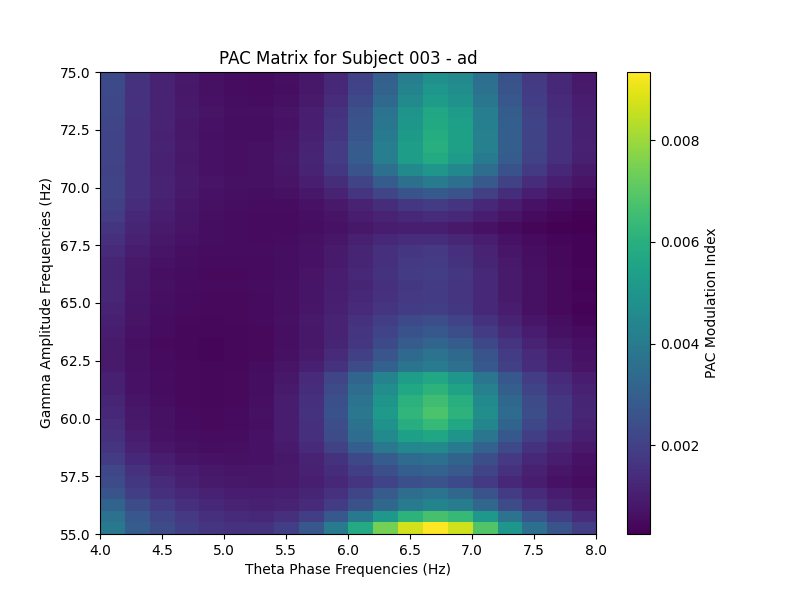 PAC Matrix for Subject 003 - ad
75.0
72.5
70.0
67.5
65.0
62.5
60.0
57.5
55.0
Gamma Amplitude Frequencies (Hz)
4.0 4.5 5.0 5.5 6.0 6.5 7.0 7.5 8.0
Theta Phase Frequencies (Hz)
0.008
0.006
0.004
0.002
PAC Modulation Index